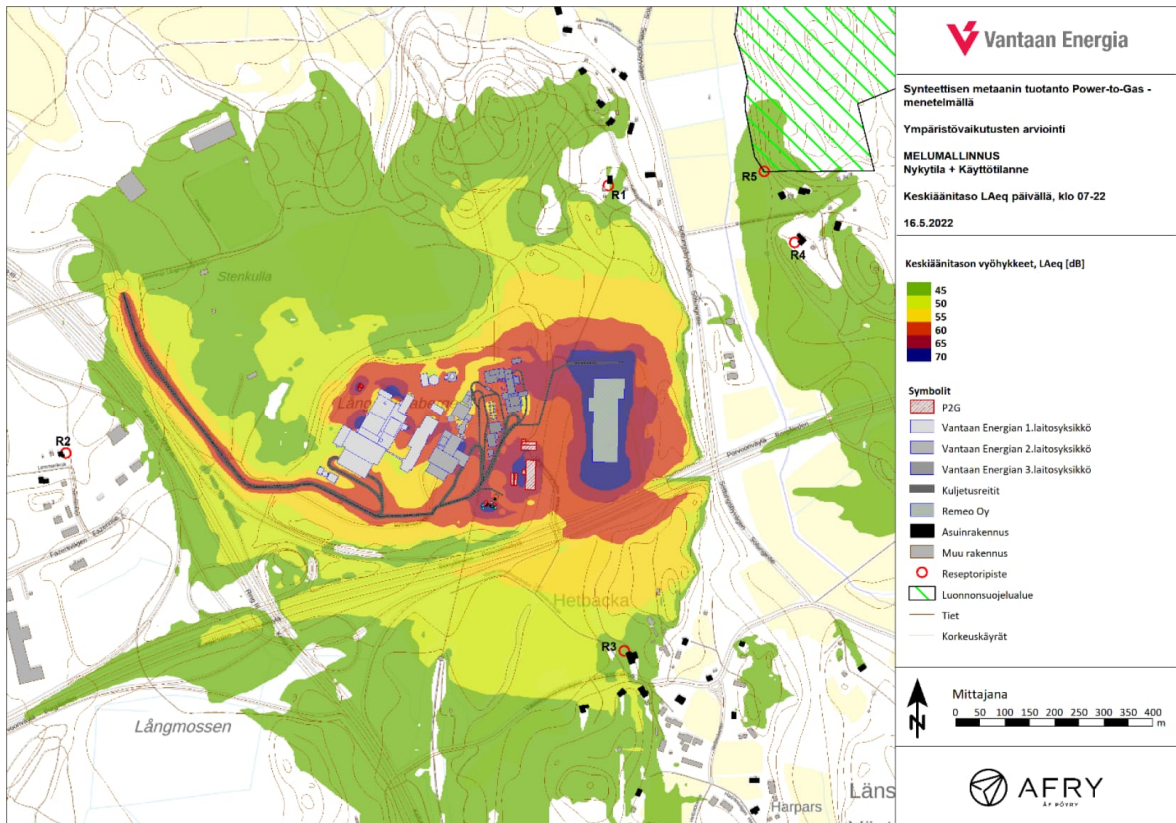 Vantaan Energia
Synteettisen metaanin tuotanto Power-to-Gas -
menetelmällä
Ympäristövaikutusten arviointi
MELUMALLINNUS
Nykytila + Käyttötilanne
Keskiäänitaso LAeq päivällä, klo 07-22
16.5.2022
Keskiäänitason vyöhykkeet, LAeq [dB]
45
50
55
60
65
70
Symbolit
P2G
Vantaan Energian 1.laitosyksikkö
Vantaan Energian 2.laitosyksikkö
Vantaan Energian 3.laitosyksikkö
Kuljetusreitit
Remeo Oy
Asuinrakennus
Muu rakennus
Reseptoripiste
Luonnonsuojelualue
Tiet
Korkeuskäyrät
N
Mittajana
0 50 100 150 200 250 300 350 400
m
AFRY
ÅF PÖYRY
R1
R5
R4
Stenkulla
R2
Hetbacka
R3
Långmossen
Läns
Harpars